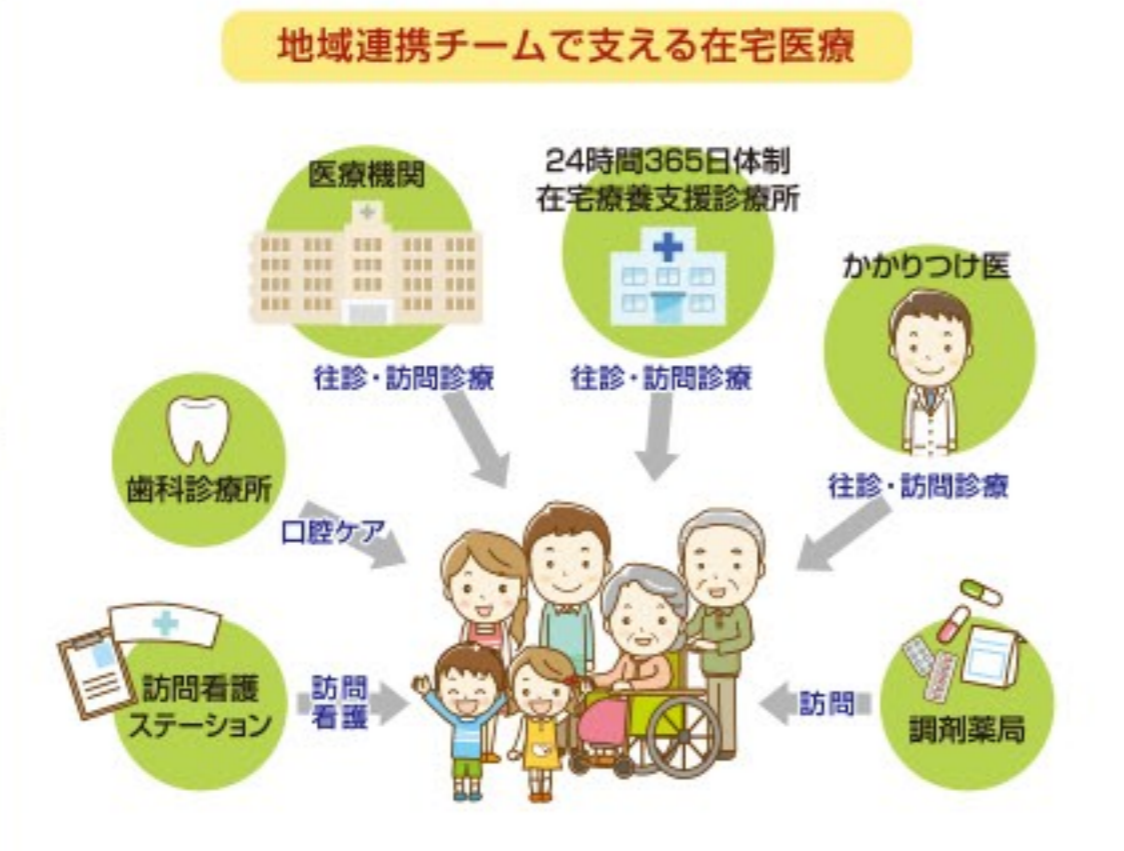 地域連携チームで支える在宅医療
医療機関
24時間365日体制
在宅療養支援診療所
かかりつけ医
往診・訪問診療
往診・訪問診療
往診・訪問診療
歯科診療所
口腔ケア
訪問看護
ステーション
訪問
看護
訪問
調剤薬局